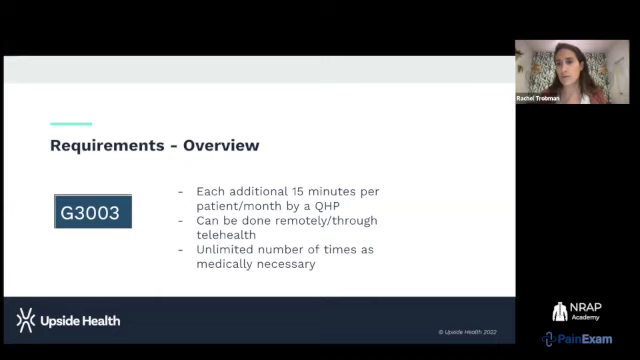 Rachel Trobman
Requirements - Overview
G3003
- Each additional 15 minutes per
patient/month by a QHP
- Can be done remotely/through
telehealth
- Unlimited number of times as
medically necessary
Upside Health
© Upside Health 2022
NRAP
Academy
PainExam